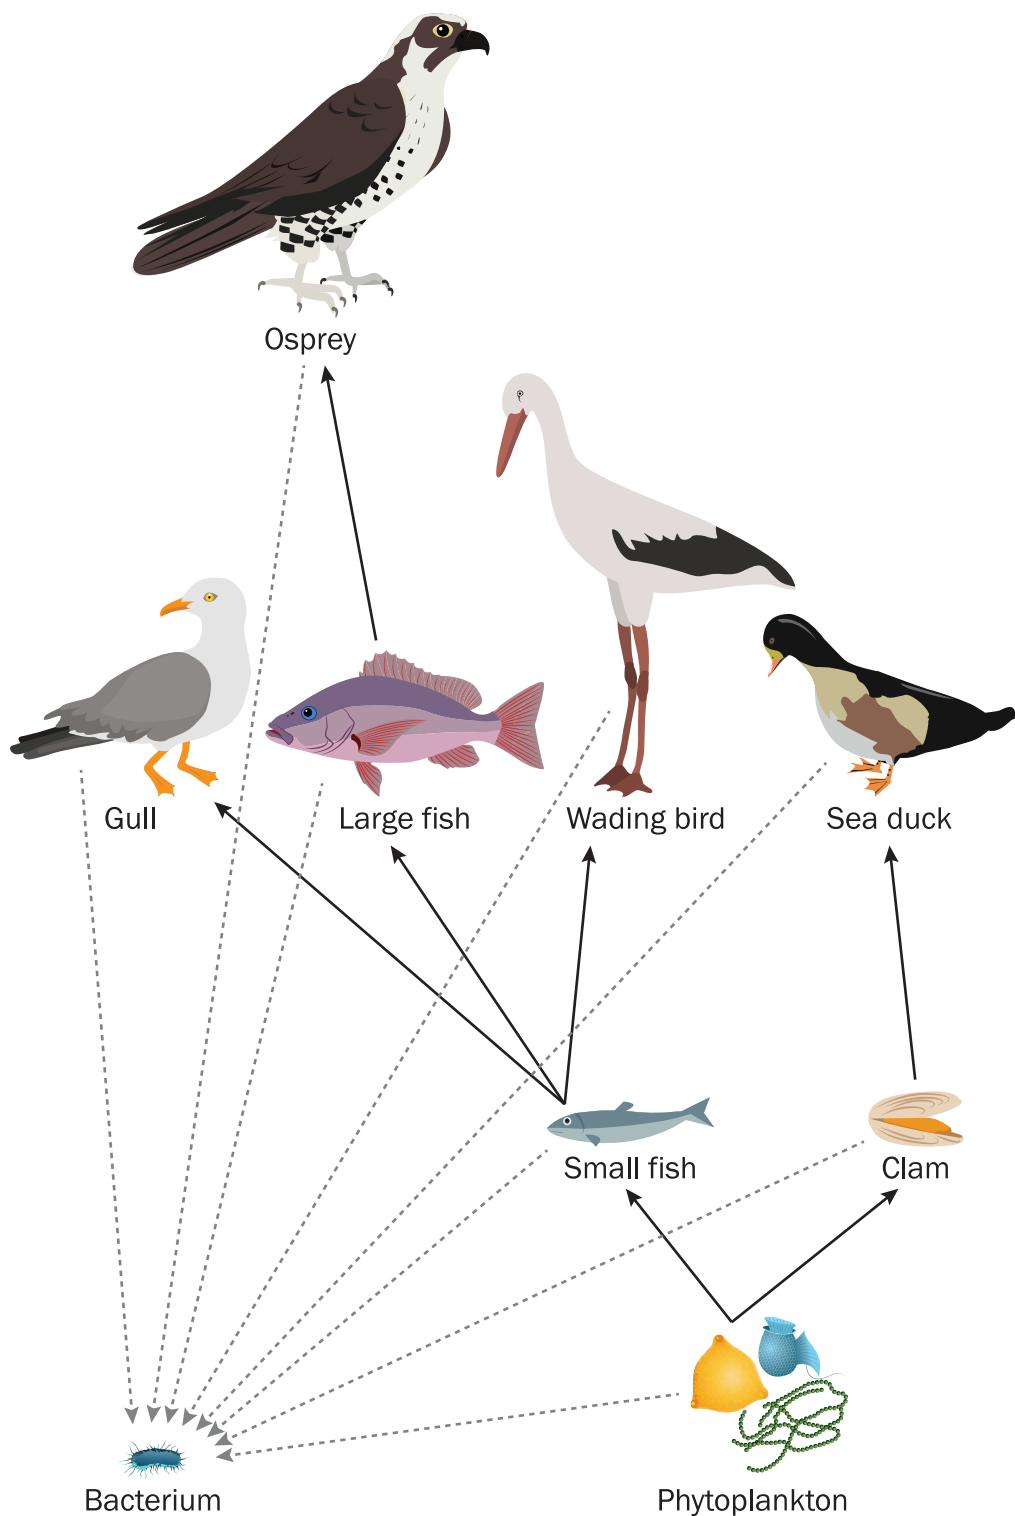 Osprey
Gull
Large fish
Wading bird
Sea duck
Small fish
Clam
Bacterium
Phytoplankton